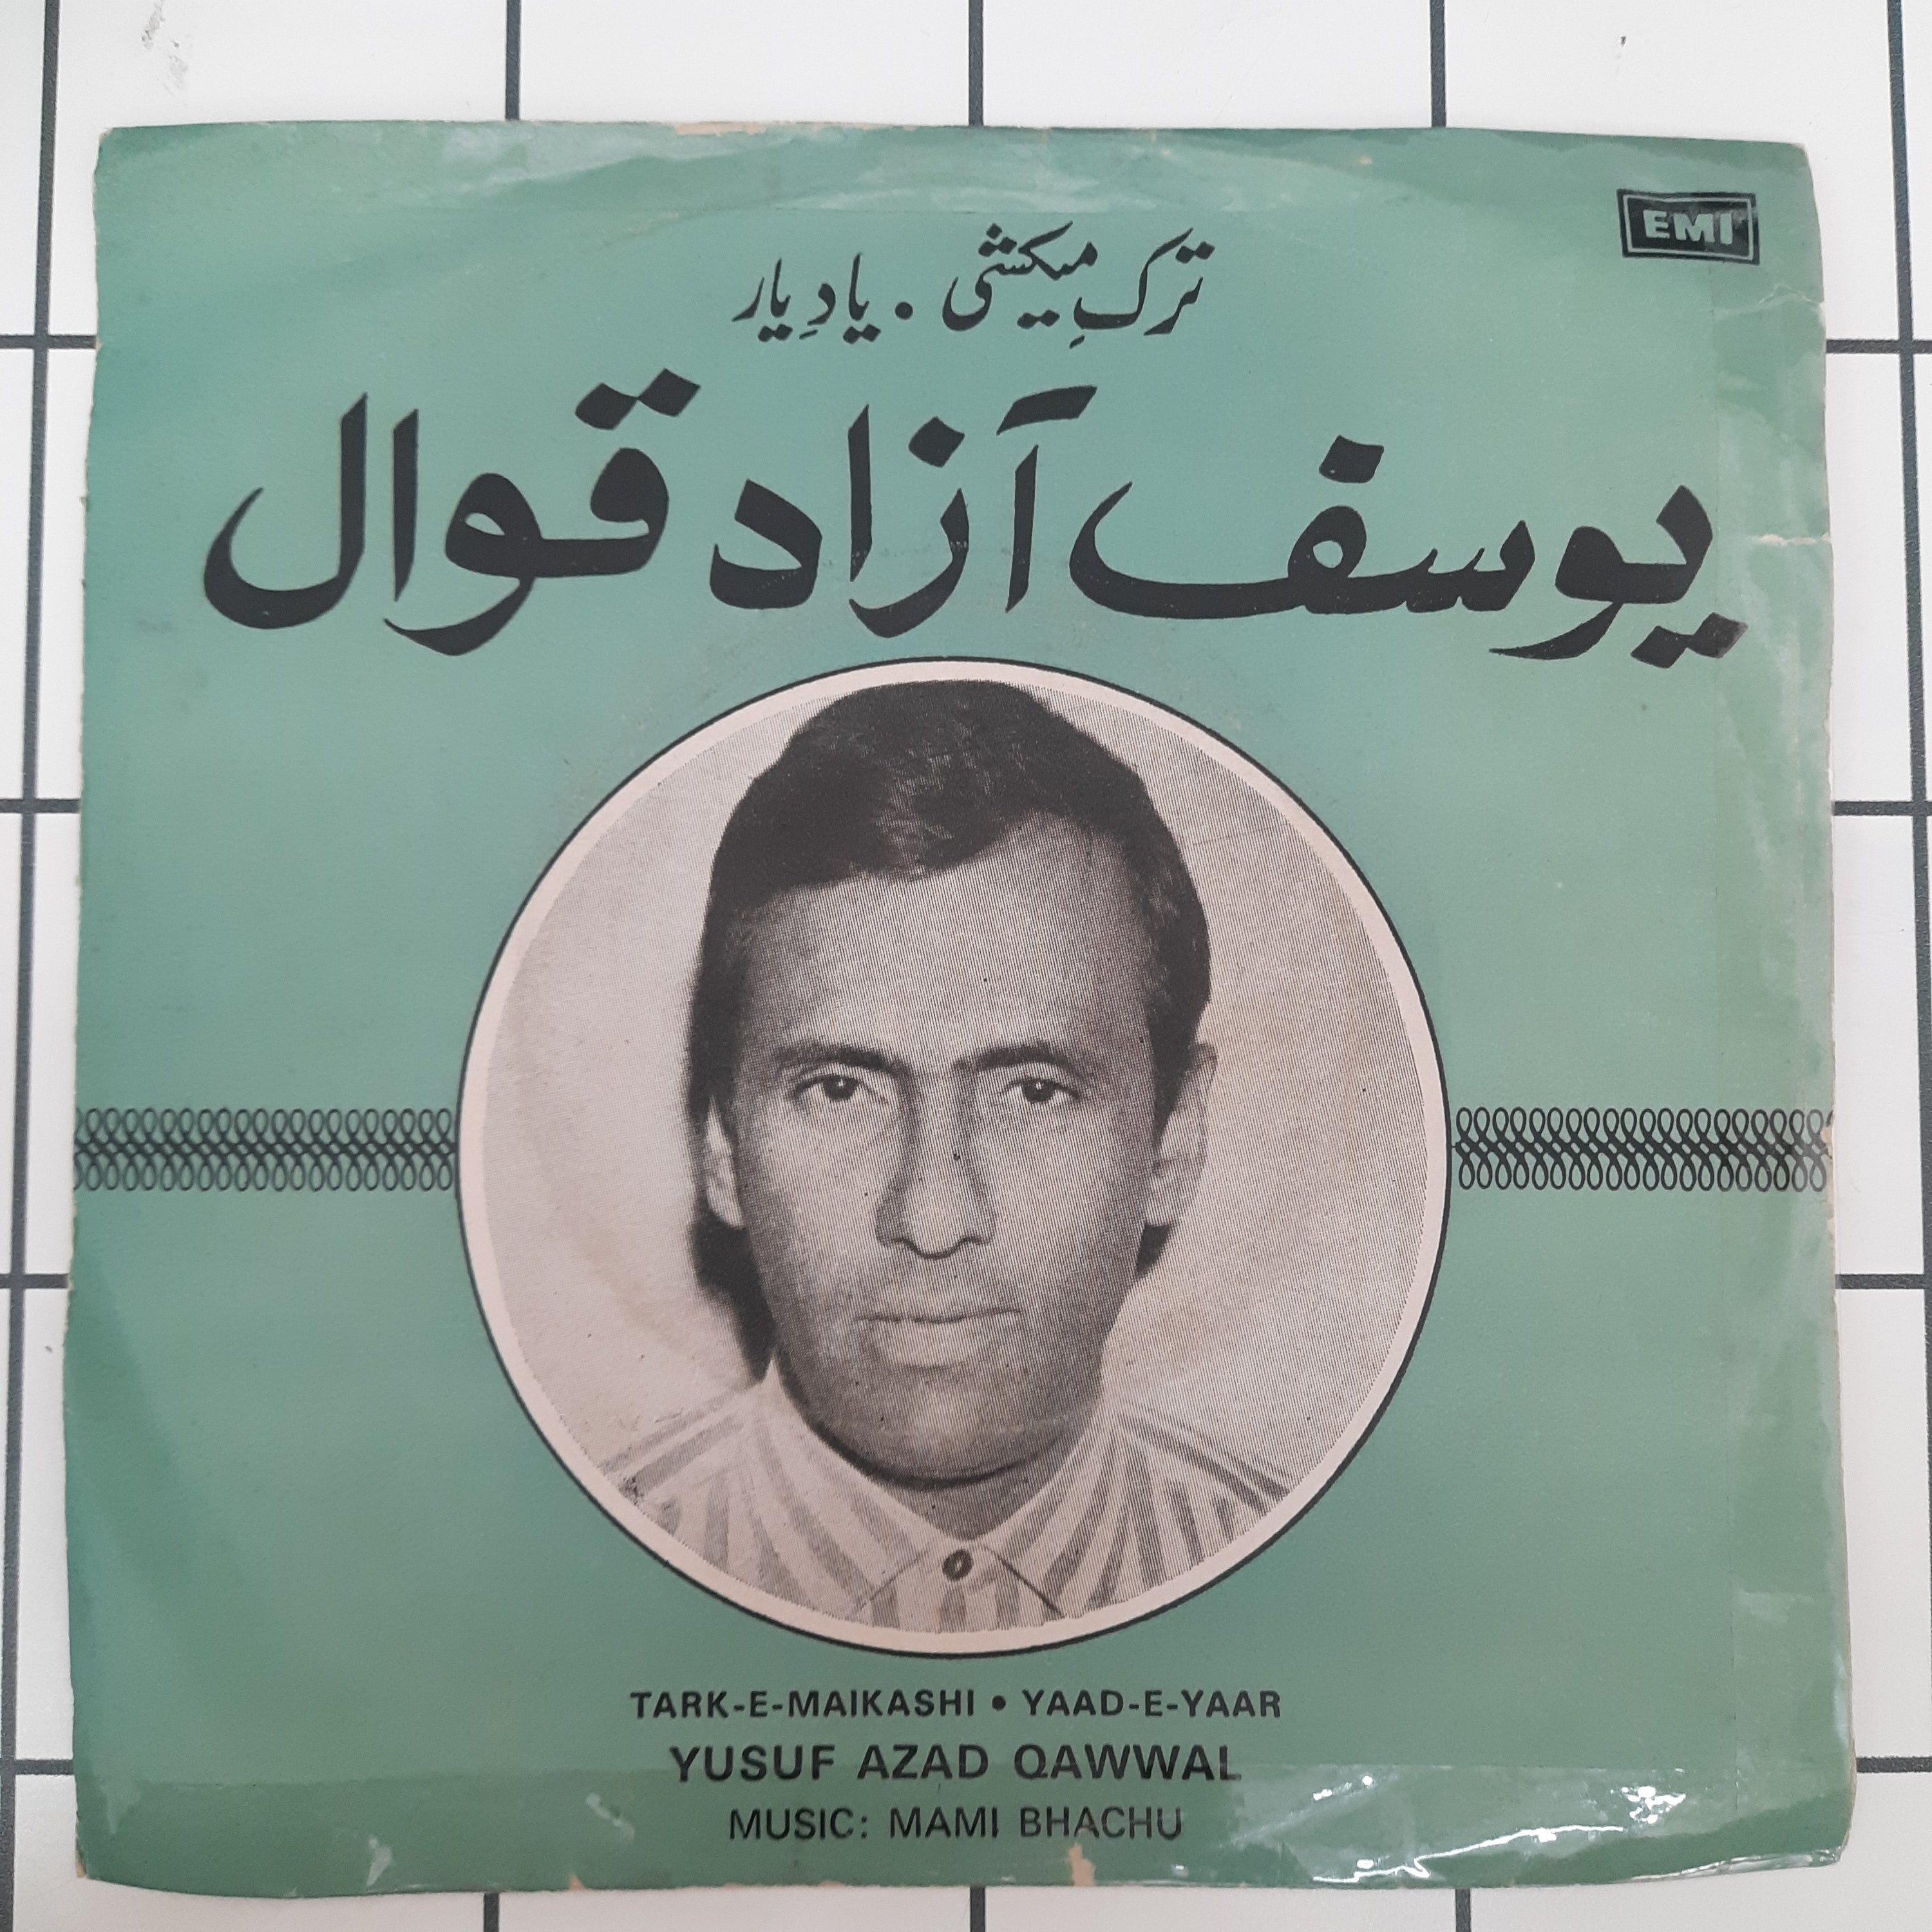 EMI
ترکِ میکشی • یادِ یار
یوسف آزاد قوال
TARK-E-MAIKASHI • YAAD-E-YAAR
YUSUF AZAD QAWWAL
MUSIC: MAMI BHACHU